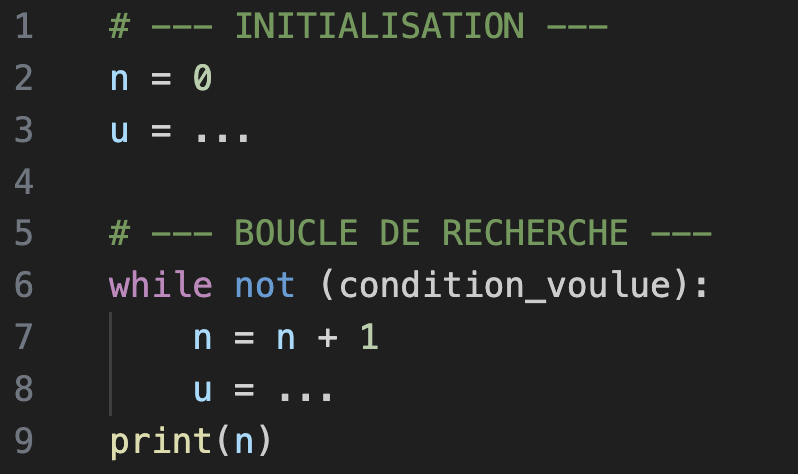 1 # --- INITIALISATION ---
2 n = 0
3 u = ...
4
5 # --- BOUCLE DE RECHERCHE ---
6 while not (condition_voulue):
7     n = n + 1
8     u = ...
9 print(n)